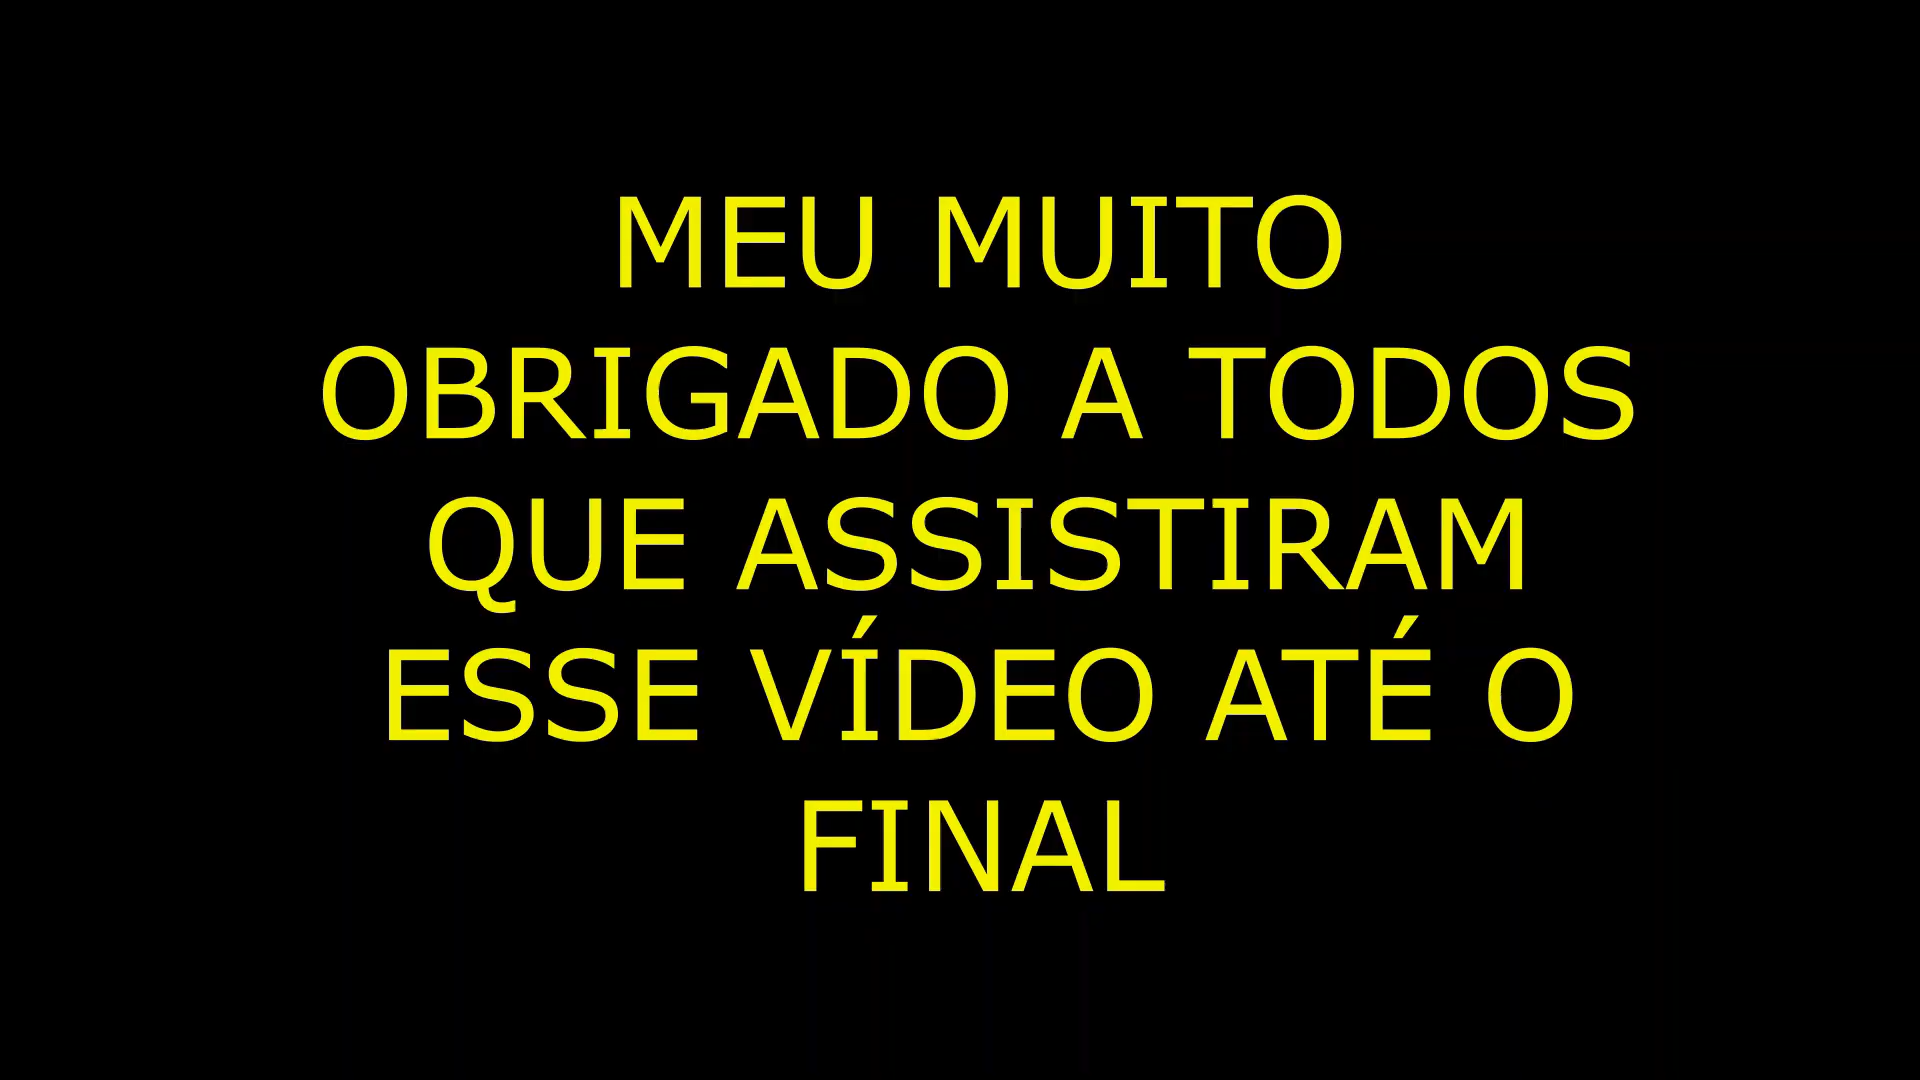 MEU MUITO
OBRIGADO A TODOS
QUE ASSISTIRAM
ESSE VÍDEO ATÉ O
FINAL